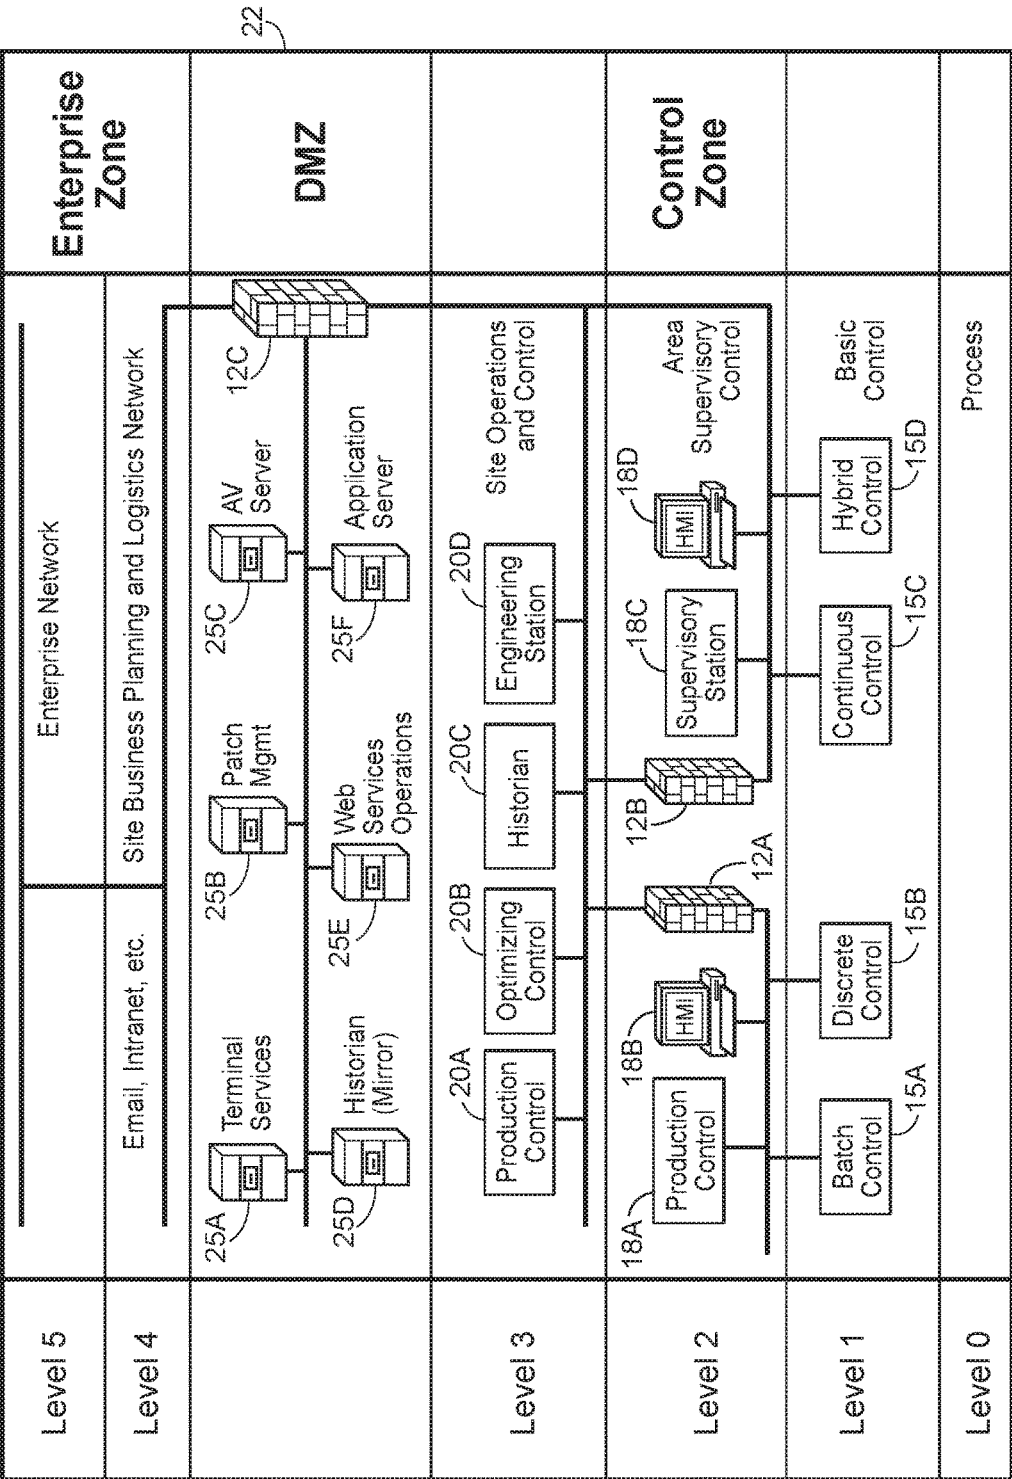 22
Level 5
Enterprise Network
Enterprise
Zone
Level 4
Email, Intranet, etc.
Site Business Planning and Logistics Network
25A
Terminal
Services
25B
Patch
Mgmt
25C
AV
Server
12C
DMZ
25D
Historian
(Mirror)
25E
Web
Services
Operations
25F
Application
Server
Level 3
20A
Production
Control
20B
Optimizing
Control
20C
Historian
20D
Engineering
Station
Site Operations
and Control
Level 2
18A
Production
Control
18B
HMI
12A
12B
18C
Supervisory
Station
18D
HMI
Area
Supervisory
Control
Control
Zone
Level 1
Batch
Control
15A
Discrete
Control
15B
Continuous
Control
15C
Hybrid
Control
15D
Basic
Control
Level 0
Process